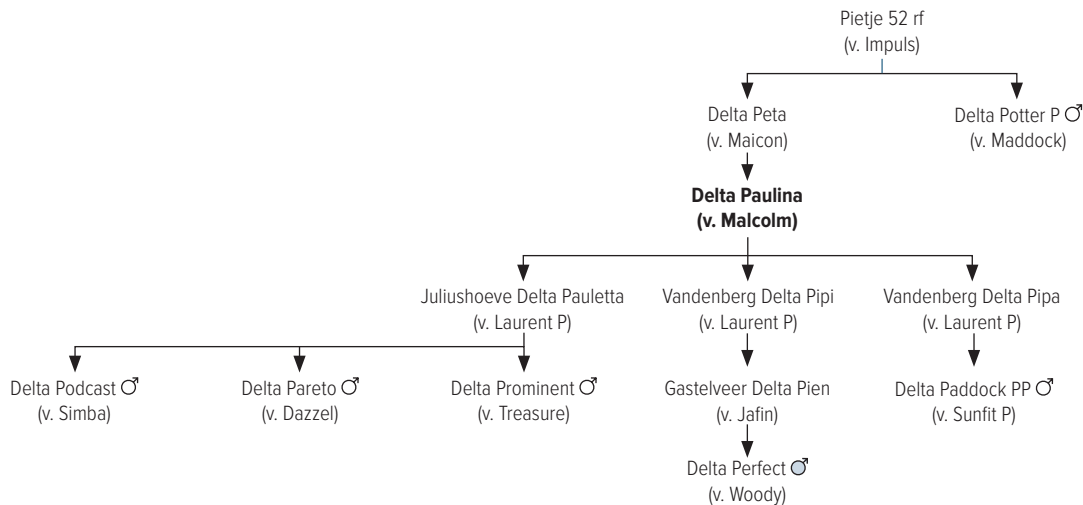 Pietje 52 rf
(v. Impuls)
Delta Peta
(v. Maicon)
Delta Potter P ♂
(v. Maddock)
Delta Paulina
(v. Malcolm)
Juliushoeve Delta Pauletta
(v. Laurent P)
Vandenberg Delta Pipi
(v. Laurent P)
Vandenberg Delta Pipa
(v. Laurent P)
Delta Podcast ♂
(v. Simba)
Delta Pareto ♂
(v. Dazzel)
Delta Prominent ♂
(v. Treasure)
Gastelveer Delta Pien
(v. Jafin)
Delta Paddock PP ♂
(v. Sunfit P)
Delta Perfect ♂
(v. Woody)